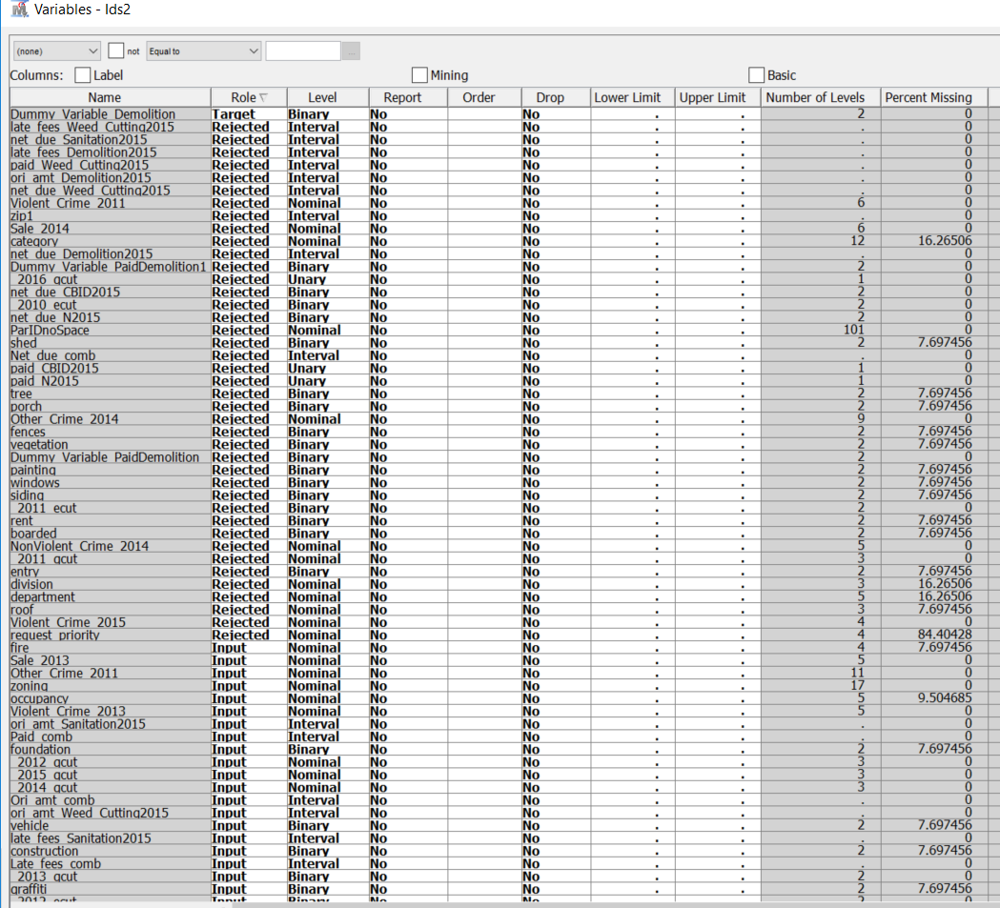 Variables - Ids2
(none) not Equal to ...
Columns: Label Mining Basic
Name Role Level Report Order Drop Lower Limit Upper Limit Number of Levels Percent Missing
Dummy_Variable_Demolition Target Binary No No . . 2 0
late_fees_Weed_Cutting2015 Rejected Interval No No . . . 0
net_due_Sanitation2015 Rejected Interval No No . . . 0
late_fees_Demolition2015 Rejected Interval No No . . . 0
paid_Weed_Cutting2015 Rejected Interval No No . . . 0
ori_amt_Demolition2015 Rejected Interval No No . . . 0
net_due_Weed_Cutting2015 Rejected Interval No No . . . 0
Violent_Crime_2011 Rejected Nominal No No . . 6 0
zip1 Rejected Interval No No . . . 0
Sale_2014 Rejected Nominal No No . . 6 0
category Rejected Nominal No No . . 12 16.26506
net_due_Demolition2015 Rejected Interval No No . . . 0
Dummy_Variable_PaidDemolition1 Rejected Binary No No . . 2 0
_2016_gcut Rejected Unary No No . . 1 0
net_due_CBID2015 Rejected Binary No No . . 2 0
_2010_ecut Rejected Binary No No . . 2 0
net_due_N2015 Rejected Binary No No . . 2 0
ParIDnoSpace Rejected Nominal No No . . 101 0
shed Rejected Binary No No . . 2 7.697456
Net_due_comb Rejected Interval No No . . . 0
paid_CBID2015 Rejected Unary No No . . 1 0
paid_N2015 Rejected Unary No No . . 1 0
tree Rejected Binary No No . . 2 7.697456
porch Rejected Binary No No . . 2 7.697456
Other_Crime_2014 Rejected Nominal No No . . 9 0
fences Rejected Binary No No . . 2 7.697456
vegetation Rejected Binary No No . . 2 7.697456
Dummy_Variable_PaidDemolition Rejected Binary No No . . 2 0
painting Rejected Binary No No . . 2 7.697456
windows Rejected Binary No No . . 2 7.697456
siding Rejected Binary No No . . 2 7.697456
_2011_ecut Rejected Binary No No . . 2 0
rent Rejected Binary No No . . 2 7.697456
boarded Rejected Binary No No . . 2 7.697456
NonViolent_Crime_2014 Rejected Nominal No No . . 5 0
_2011_gcut Rejected Nominal No No . . 3 0
entry Rejected Binary No No . . 2 7.697456
division Rejected Nominal No No . . 3 16.26506
department Rejected Nominal No No . . 5 16.26506
roof Rejected Nominal No No . . 3 7.697456
Violent_Crime_2015 Rejected Nominal No No . . 4 0
request_priority Rejected Nominal No No . . 4 84.40428
fire Input Nominal No No . . 4 7.697456
Sale_2013 Input Nominal No No . . 5 0
Other_Crime_2011 Input Nominal No No . . 11 0
zoning Input Nominal No No . . 17 0
occupancy Input Nominal No No . . 5 9.504685
Violent_Crime_2013 Input Nominal No No . . 5 0
ori_amt_Sanitation2015 Input Interval No No . . . 0
Paid_comb Input Interval No No . . . 0
foundation Input Binary No No . . 2 7.697456
_2012_gcut Input Nominal No No . . 3 0
_2015_gcut Input Nominal No No . . 3 0
_2014_gcut Input Nominal No No . . 3 0
Ori_amt_comb Input Interval No No . . . 0
ori_amt_Weed_Cutting2015 Input Interval No No . . . 0
vehicle Input Binary No No . . 2 7.697456
late_fees_Sanitation2015 Input Interval No No . . . 0
construction Input Binary No No . . 2 7.697456
Late_fees_comb Input Interval No No . . . 0
_2013_gcut Input Binary No No . . 2 0
graffiti Input Binary No No . . 2 7.697456
_2012_ecut Input Binary No No 2 0